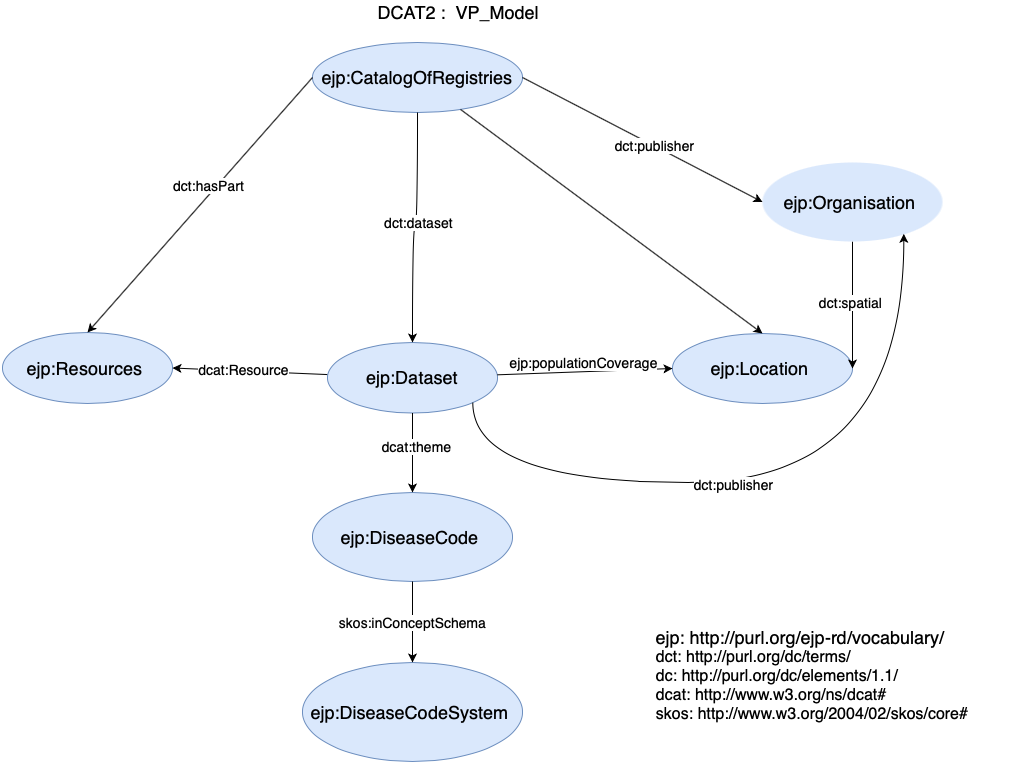 DCAT2 : VP_Model
ejp:CatalogOfRegistries
dct:publisher
dct:hasPart
ejp:Organisation
dct:dataset
dct:spatial
ejp:Resources
dcat:Resource
ejp:Dataset
ejp:populationCoverage
ejp:Location
dcat:theme
dct:publisher
ejp:DiseaseCode
skos:inConceptSchema
ejp:DiseaseCodeSystem
ejp: http://purl.org/ejp-rd/vocabulary/
dct: http://purl.org/dc/terms/
dc: http://purl.org/dc/elements/1.1/
dcat: http://www.w3.org/ns/dcat#
skos: http://www.w3.org/2004/02/skos/core#